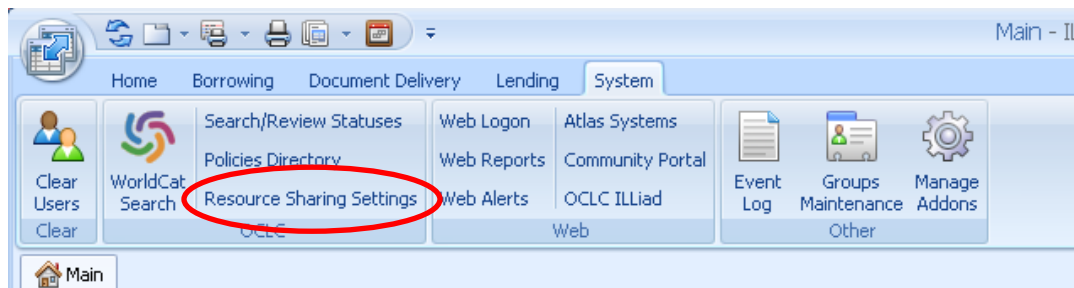 Main - IL
Home Borrowing Document Delivery Lending System
Search/Review Statuses Web Logon Atlas Systems
Policies Directory Web Reports Community Portal
Clear Users WorldCat Search Resource Sharing Settings Web Alerts OCLC ILLiad Event Log Groups Maintenance Manage Addons
Clear OCLC Web Other
Main